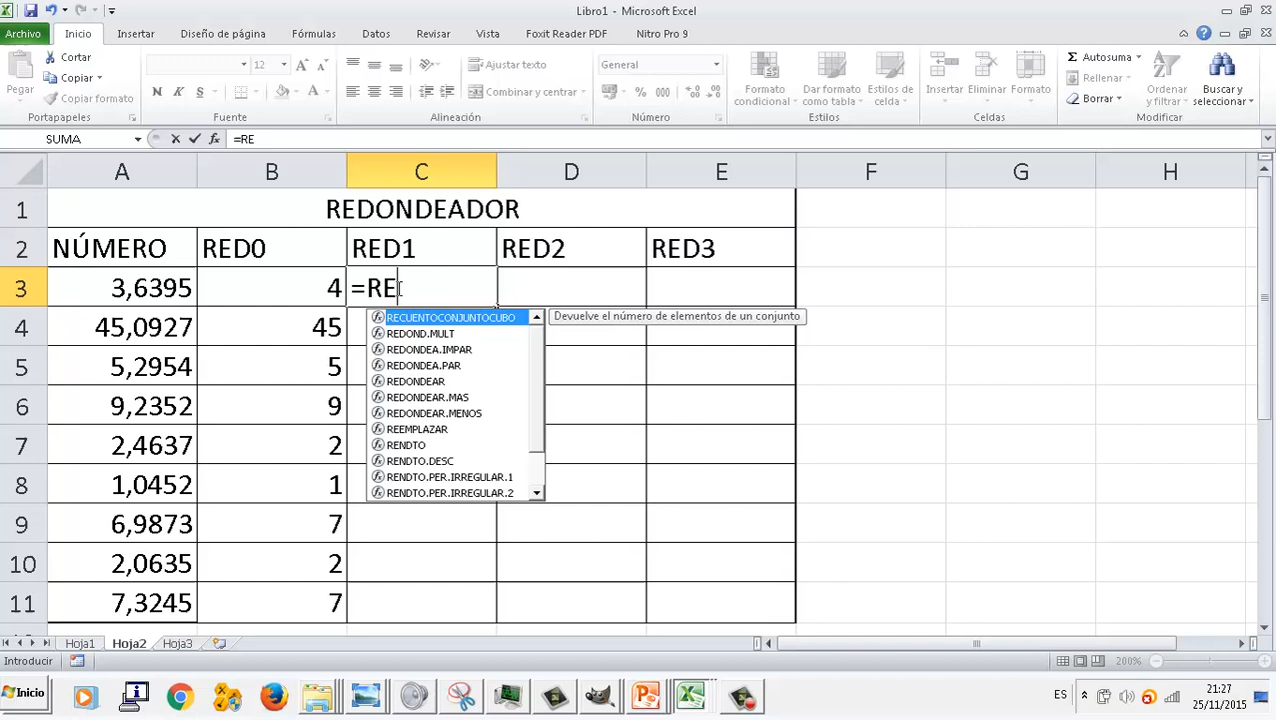 Libro1 - Microsoft Excel
Archivo Inicio Insertar Diseño de página Fórmulas Datos Revisar Vista Foxit Reader PDF Nitro Pro 9
Cortar 12 A A Ajustar texto General Σ Autosuma
Pegar Copiar N K S A Combinar y centrar % 000 Formato condicional Dar formato como tabla Estilos de celda Insertar Eliminar Formato Rellenar Ordenar y filtrar Buscar y seleccionar
Copiar formato Borrar
Portapapeles Fuente Alineación Número Estilos Celdas Modificar
SUMA fx =RE
A B C D E F G H
1 REDONDEADOR
2 NÚMERO RED0 RED1 RED2 RED3
3 3,6395 4 =RE
RECUENTOCONJUNTOCUBO Devuelve el número de elementos de un conjunto
4 45,0927 45 REDOND.MULT
REDONDEA.IMPAR
5 5,2954 5 REDONDEA.PAR
REDONDEAR
6 9,2352 9 REDONDEAR.MAS
REDONDEAR.MENOS
REEMPLAZAR
7 2,4637 2 RENDTO
RENDTO.DESC
8 1,0452 1 RENDTO.PER.IRREGULAR.1
RENDTO.PER.IRREGULAR.2
9 6,9873 7
10 2,0635 2
11 7,3245 7
Hoja1 Hoja2 Hoja3
Introducir 200%
Inicio ES 21:27
25/11/2015